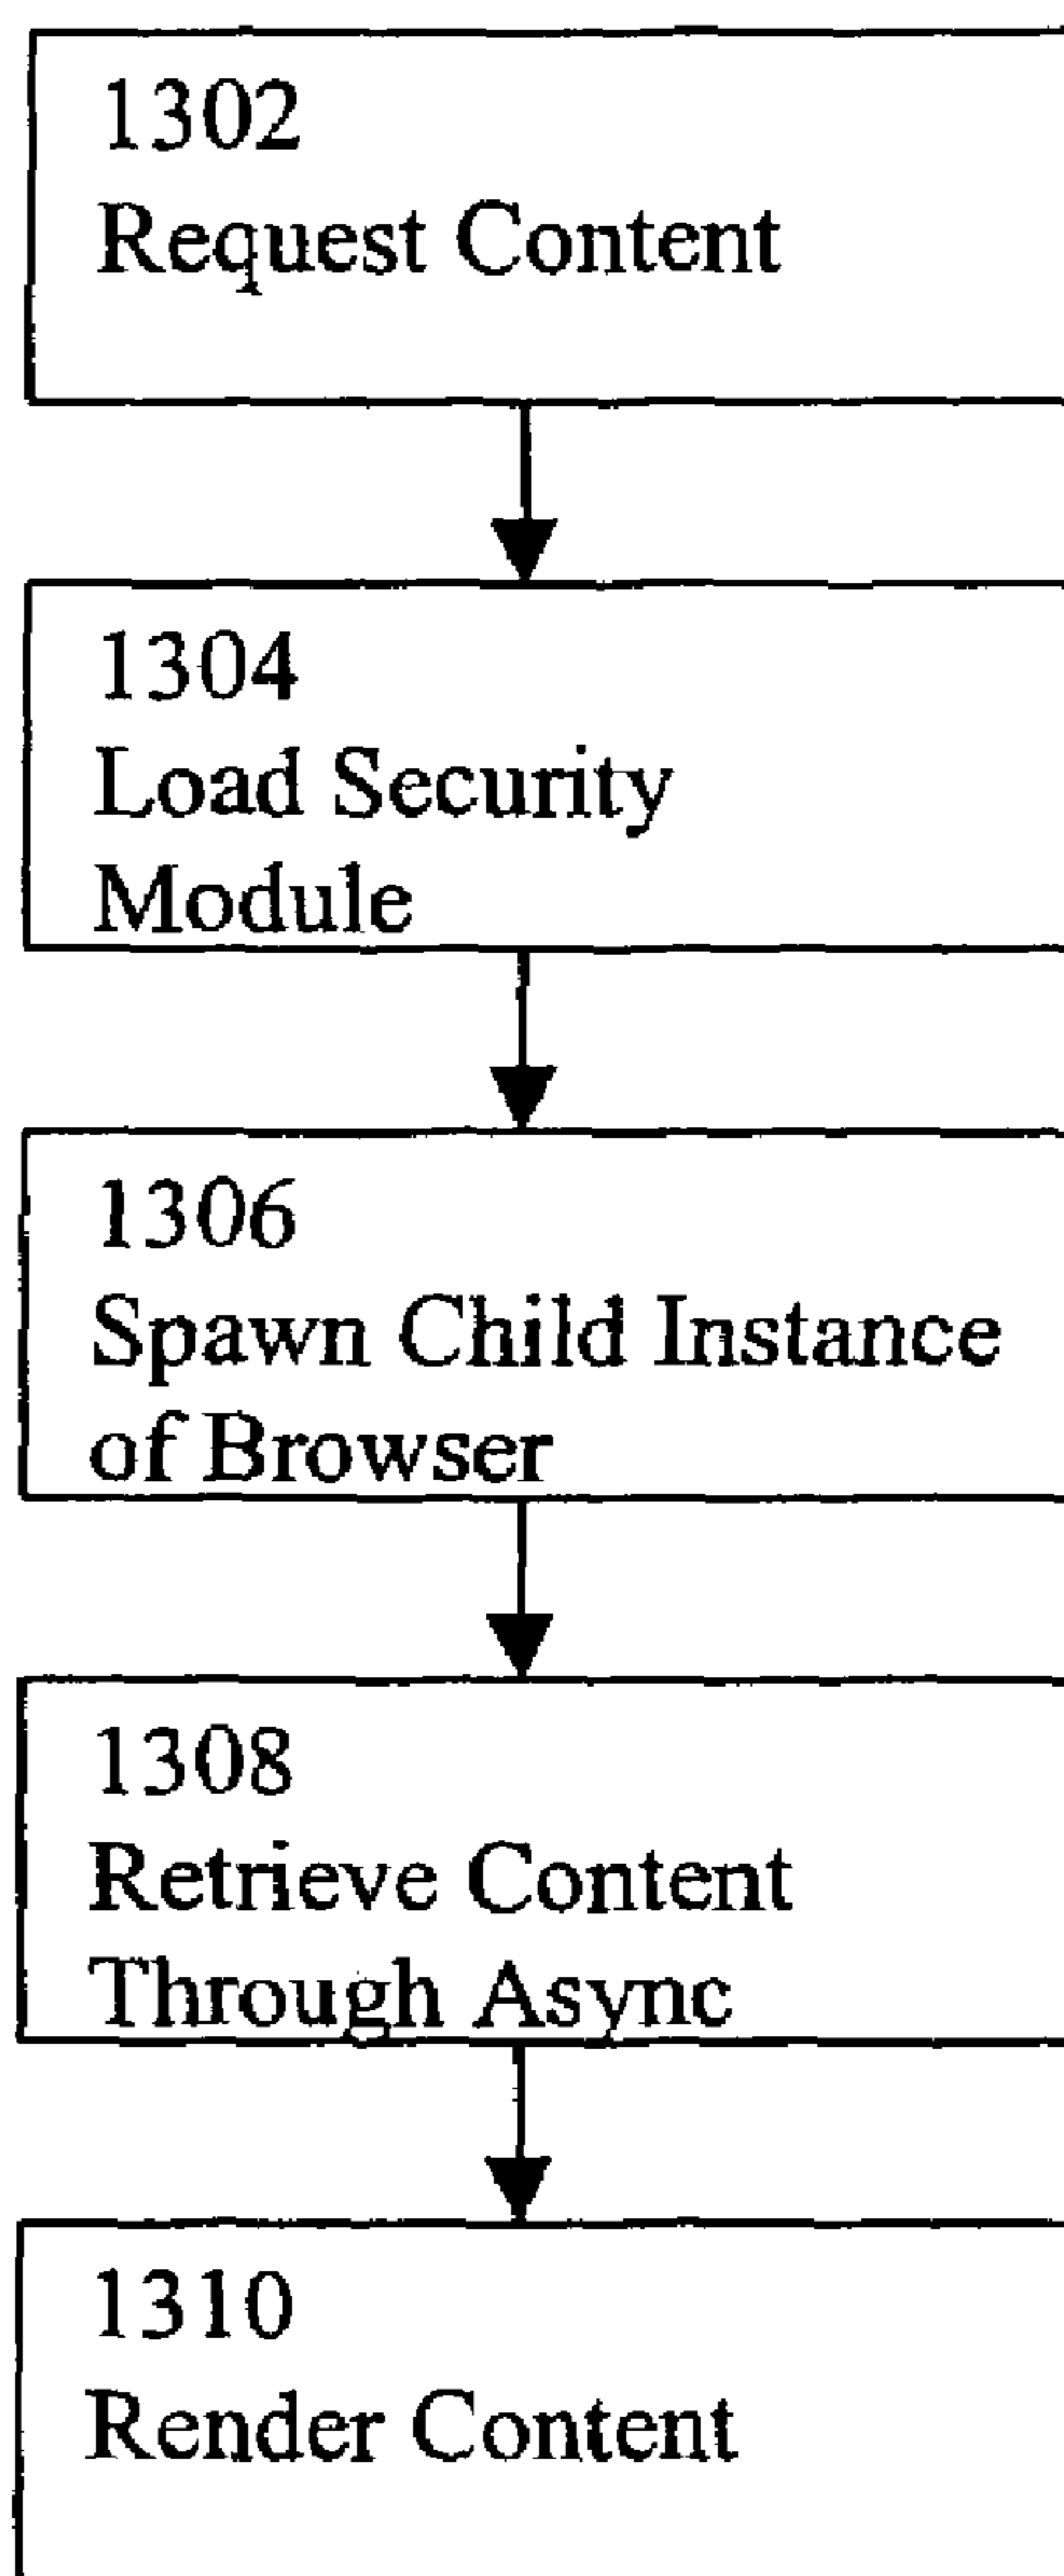 1302
Request Content
1304
Load Security
Module
1306
Spawn Child Instance
of Browser
1308
Retrieve Content
Through Async
1310
Render Content